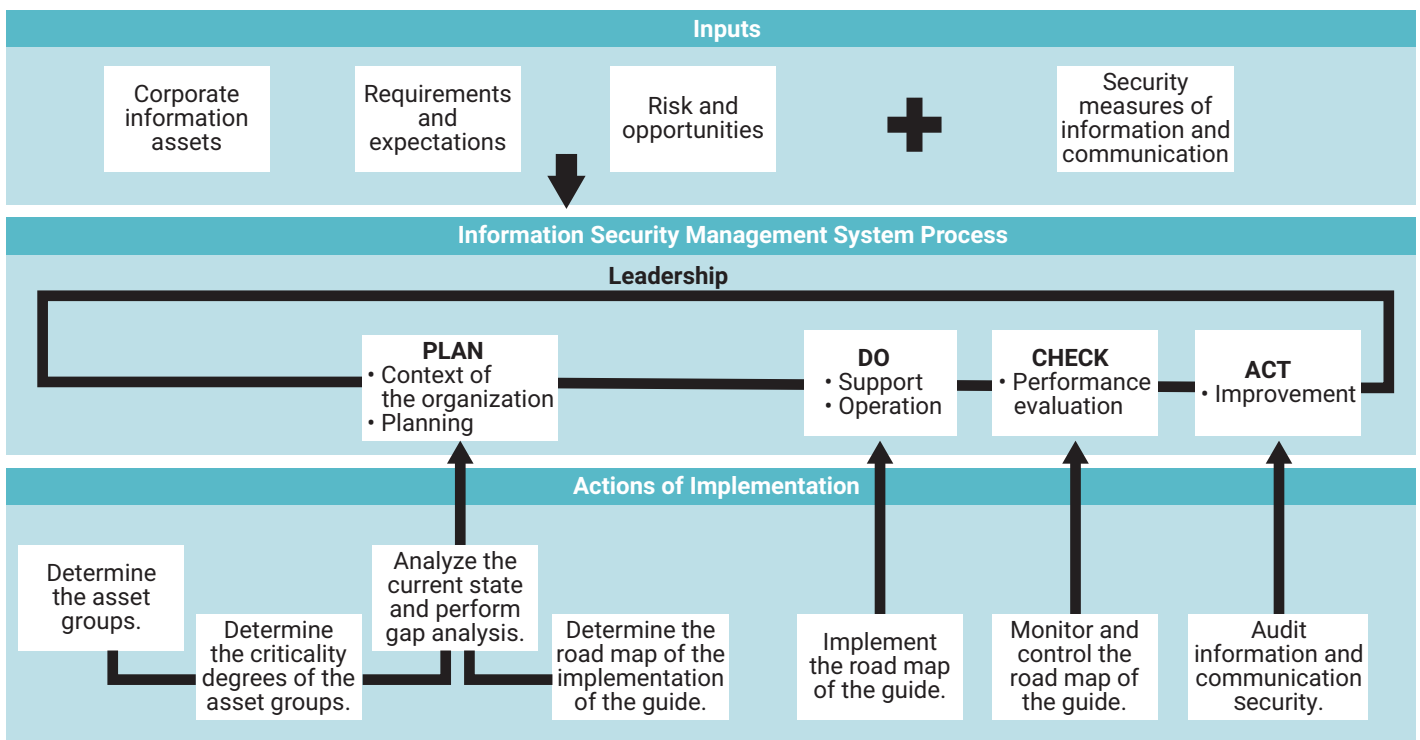 Inputs
Corporate
information
assets
Requirements
and
expectations
Risk and
opportunities
Security
measures of
information and
communication
Information Security Management System Process
Leadership
PLAN
• Context of
the organization
• Planning
DO
• Support
• Operation
CHECK
• Performance
evaluation
ACT
• Improvement
Actions of Implementation
Determine
the asset
groups.
Determine
the criticality
degrees of the
asset groups.
Analyze the
current state
and perform
gap analysis.
Determine the
road map of the
implementation
of the guide.
Implement
the road map
of the guide.
Monitor and
control the
road map of
the guide.
Audit
information and
communication
security.